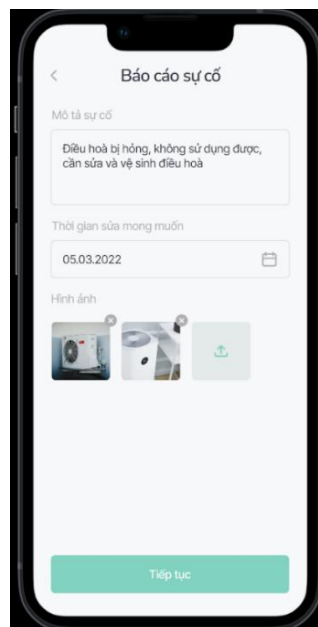 Báo cáo sự cố
Mô tả sự cố
Điều hoà bị hỏng, không sử dụng được,
cần sửa và vệ sinh điều hoà
Thời gian sửa mong muốn
05.03.2022
Hình ảnh
Tiếp tục